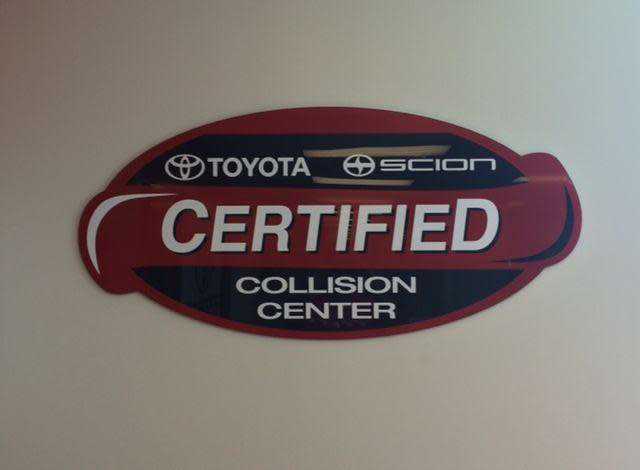 TOYOTA SCION
CERTIFIED
COLLISION
CENTER